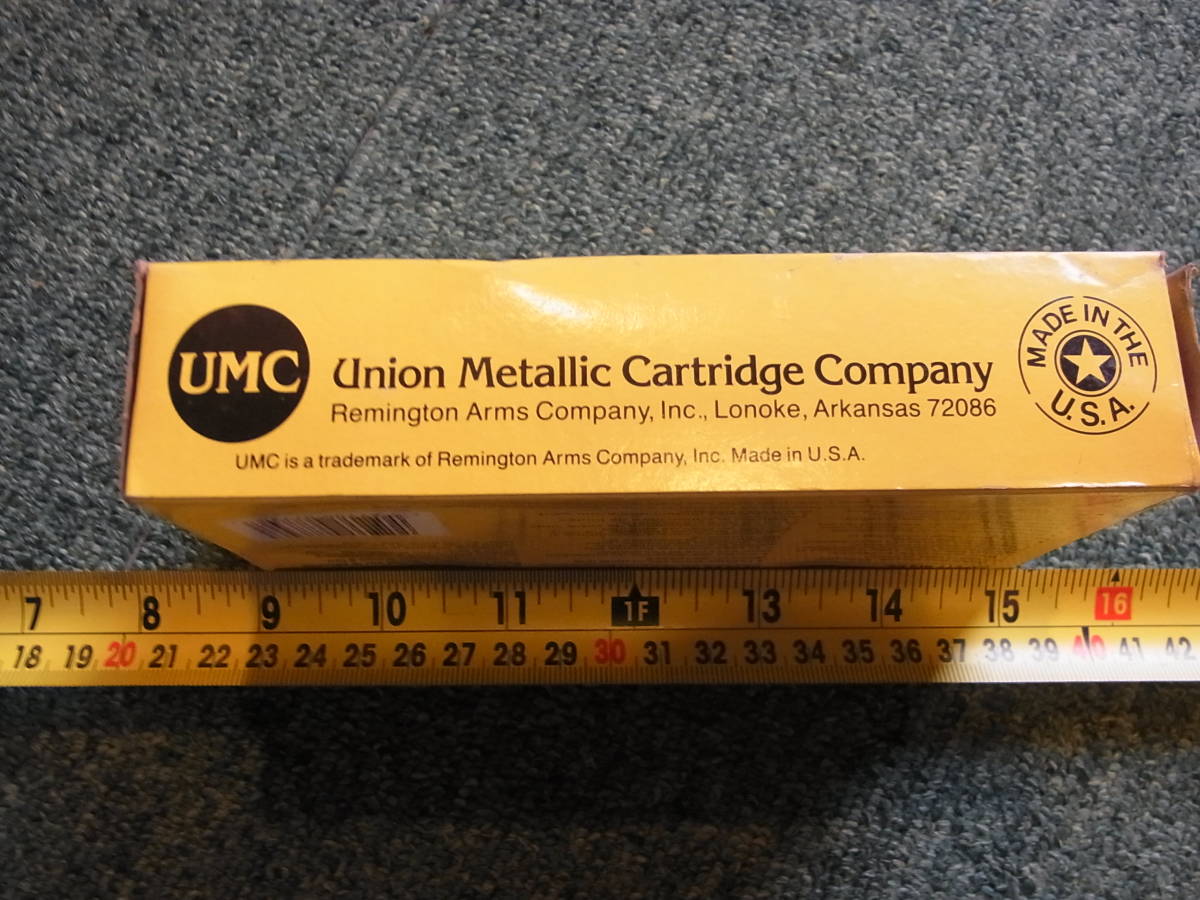 UMC
Union Metallic Cartridge Company
Remington Arms Company, Inc., Lonoke, Arkansas 72086
UMC is a trademark of Remington Arms Company, Inc. Made in U.S.A.
MADE IN THE
U.S.A.
7 8 9 10 11 1F 13 14 15 16
18 19 20 21 22 23 24 25 26 27 28 29 30 31 32 33 34 35 36 37 38 39 40 41 42